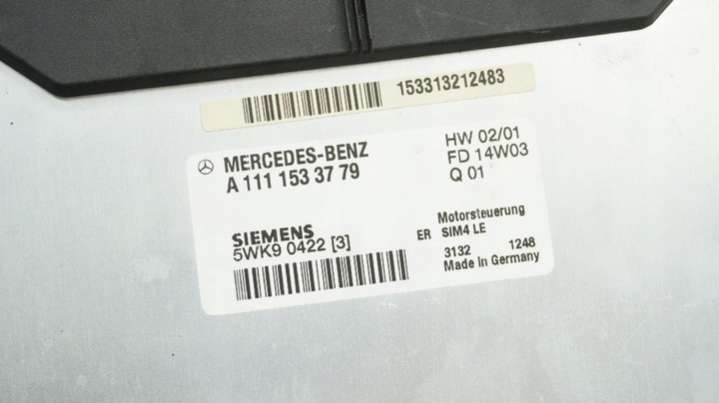 153313212483
MERCEDES-BENZ
A 111 153 37 79
HW 02/01
FD 14W03
Q 01
SIEMENS
5WK9 0422 [3]
Motorsteuerung
ER SIM4 LE
3132 1248
Made In Germany